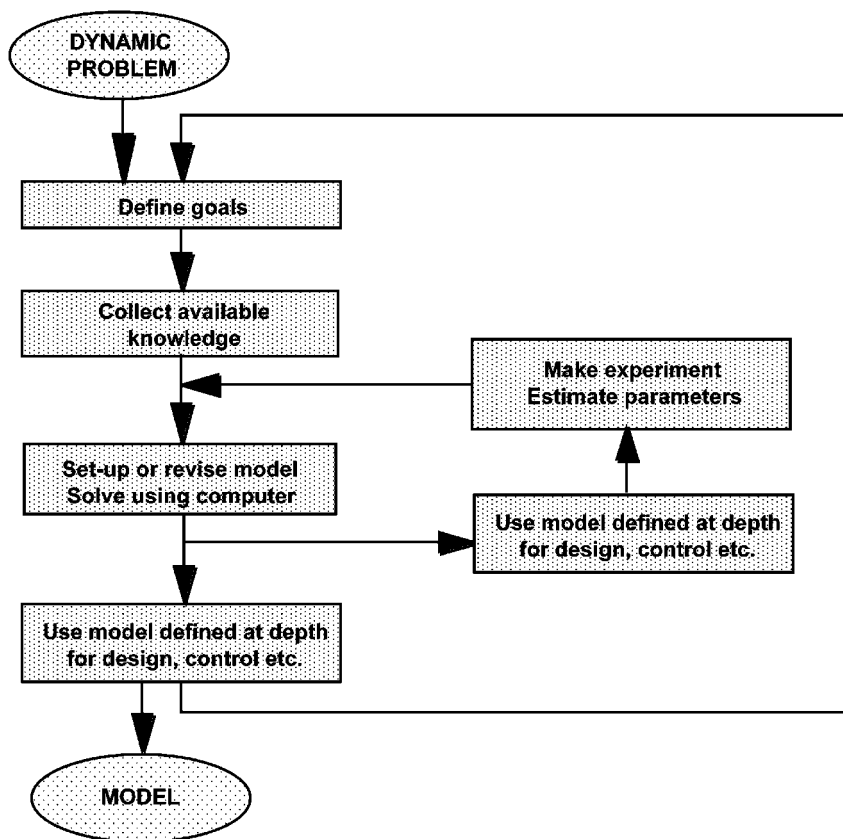 DYNAMIC
PROBLEM
Define goals
Collect available
knowledge
Make experiment
Estimate parameters
Set-up or revise model
Solve using computer
Use model defined at depth
for design, control etc.
Use model defined at depth
for design, control etc.
MODEL